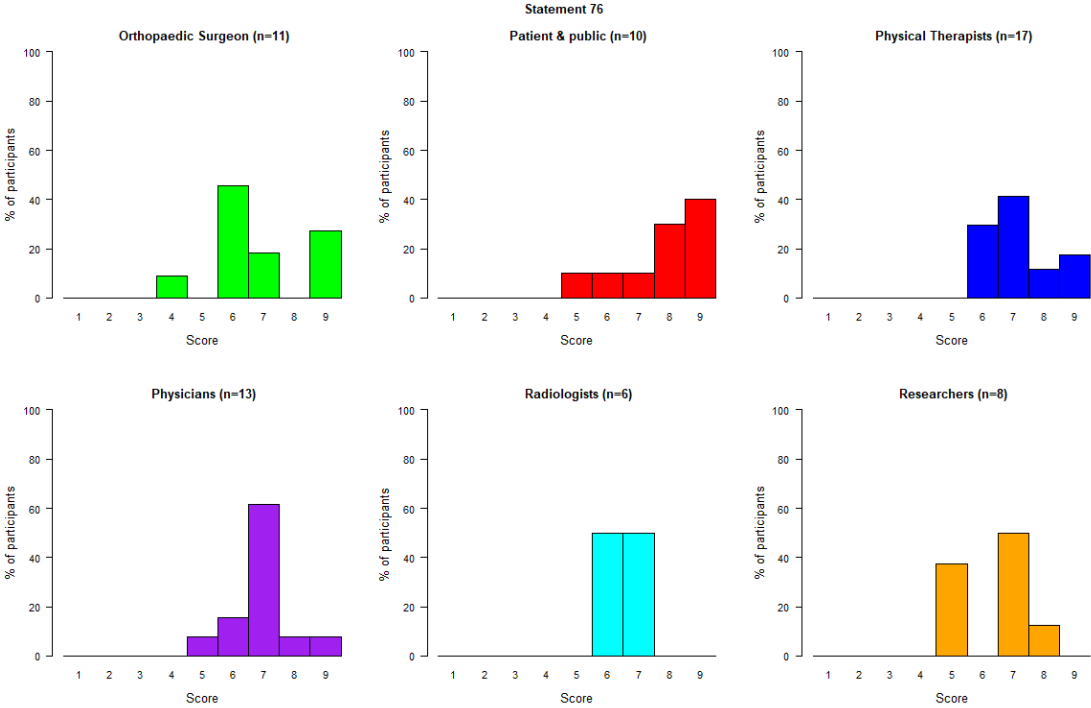 Statement 76
Orthopaedic Surgeon (n=11)
% of participants
100
80
60
40
20
0
1 2 3 4 5 6 7 8 9
Score
Patient & public (n=10)
% of participants
100
80
60
40
20
0
1 2 3 4 5 6 7 8 9
Score
Physical Therapists (n=17)
% of participants
100
80
60
40
20
0
1 2 3 4 5 6 7 8 9
Score
Physicians (n=13)
% of participants
100
80
60
40
20
0
1 2 3 4 5 6 7 8 9
Score
Radiologists (n=6)
% of participants
100
80
60
40
20
0
1 2 3 4 5 6 7 8 9
Score
Researchers (n=8)
% of participants
100
80
60
40
20
0
1 2 3 4 5 6 7 8 9
Score